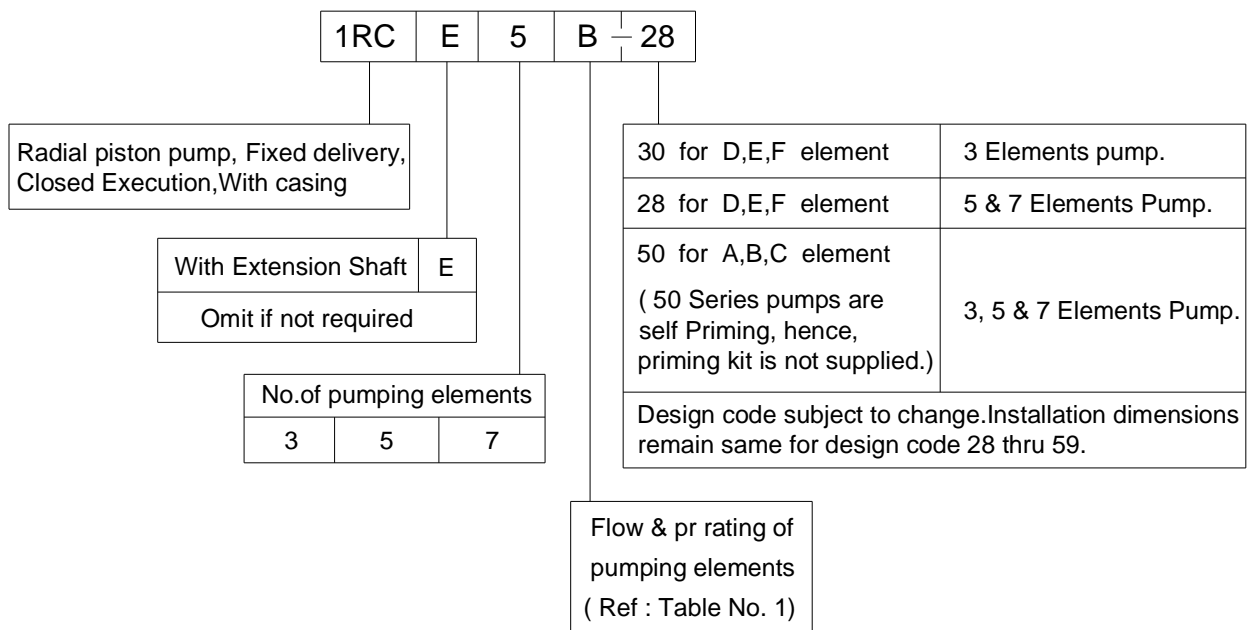 1RC E 5 B - 28
Radial piston pump, Fixed delivery,
Closed Execution,With casing
With Extension Shaft E
Omit if not required
No.of pumping elements
3 5 7
Flow & pr rating of
pumping elements
( Ref : Table No. 1)
30 for D,E,F element 3 Elements pump.
28 for D,E,F element 5 & 7 Elements Pump.
50 for A,B,C element
( 50 Series pumps are
self Priming, hence,
priming kit is not supplied.)
3, 5 & 7 Elements Pump.
Design code subject to change.Installation dimensions
remain same for design code 28 thru 59.